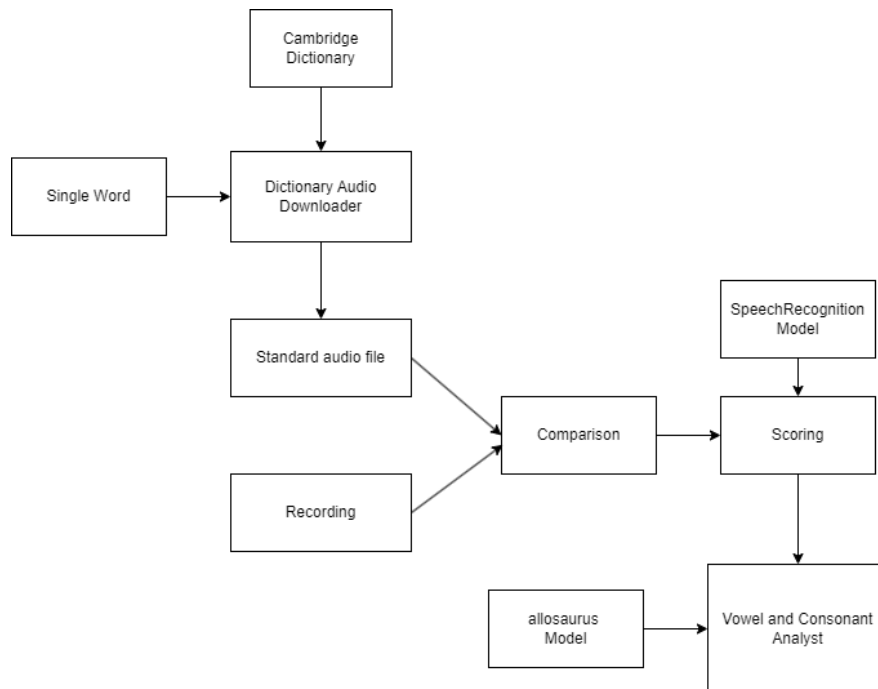 Cambridge
Dictionary
Single Word
Dictionary Audio
Downloader
Standard audio file
SpeechRecognition
Model
Comparison
Scoring
Recording
allosaurus
Model
Vowel and Consonant
Analyst